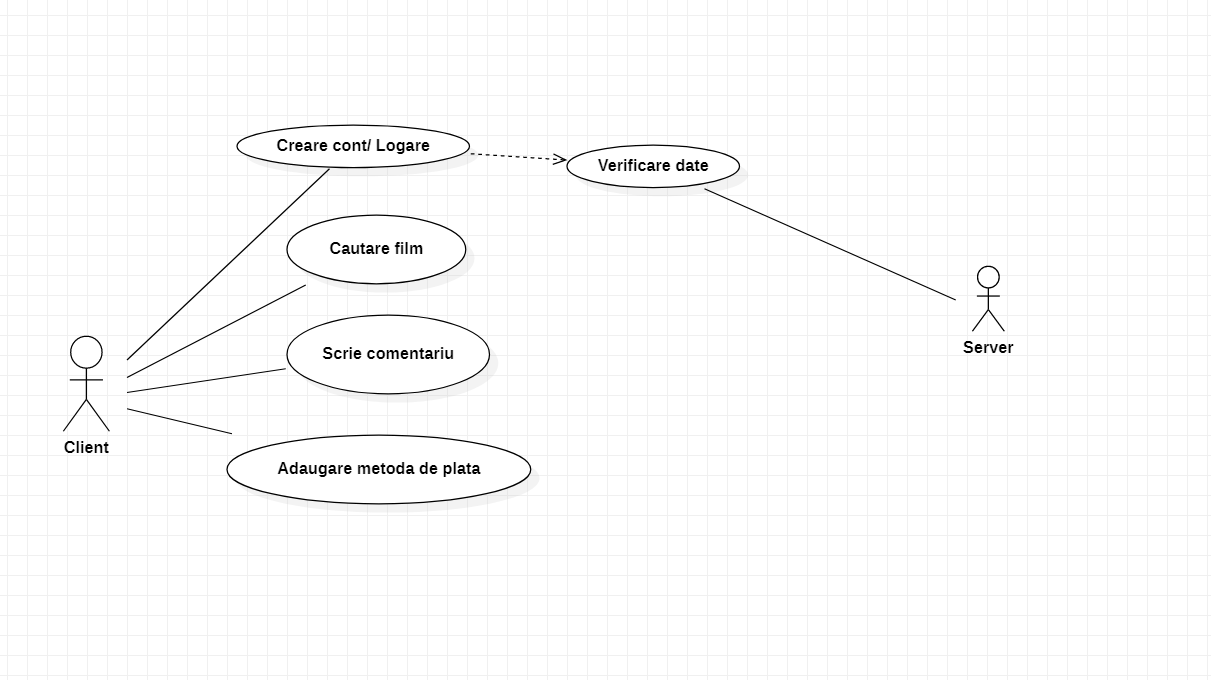 Creare cont/ Logare
Verificare date
Cautare film
Scrie comentariu
Server
Client
Adaugare metoda de plata